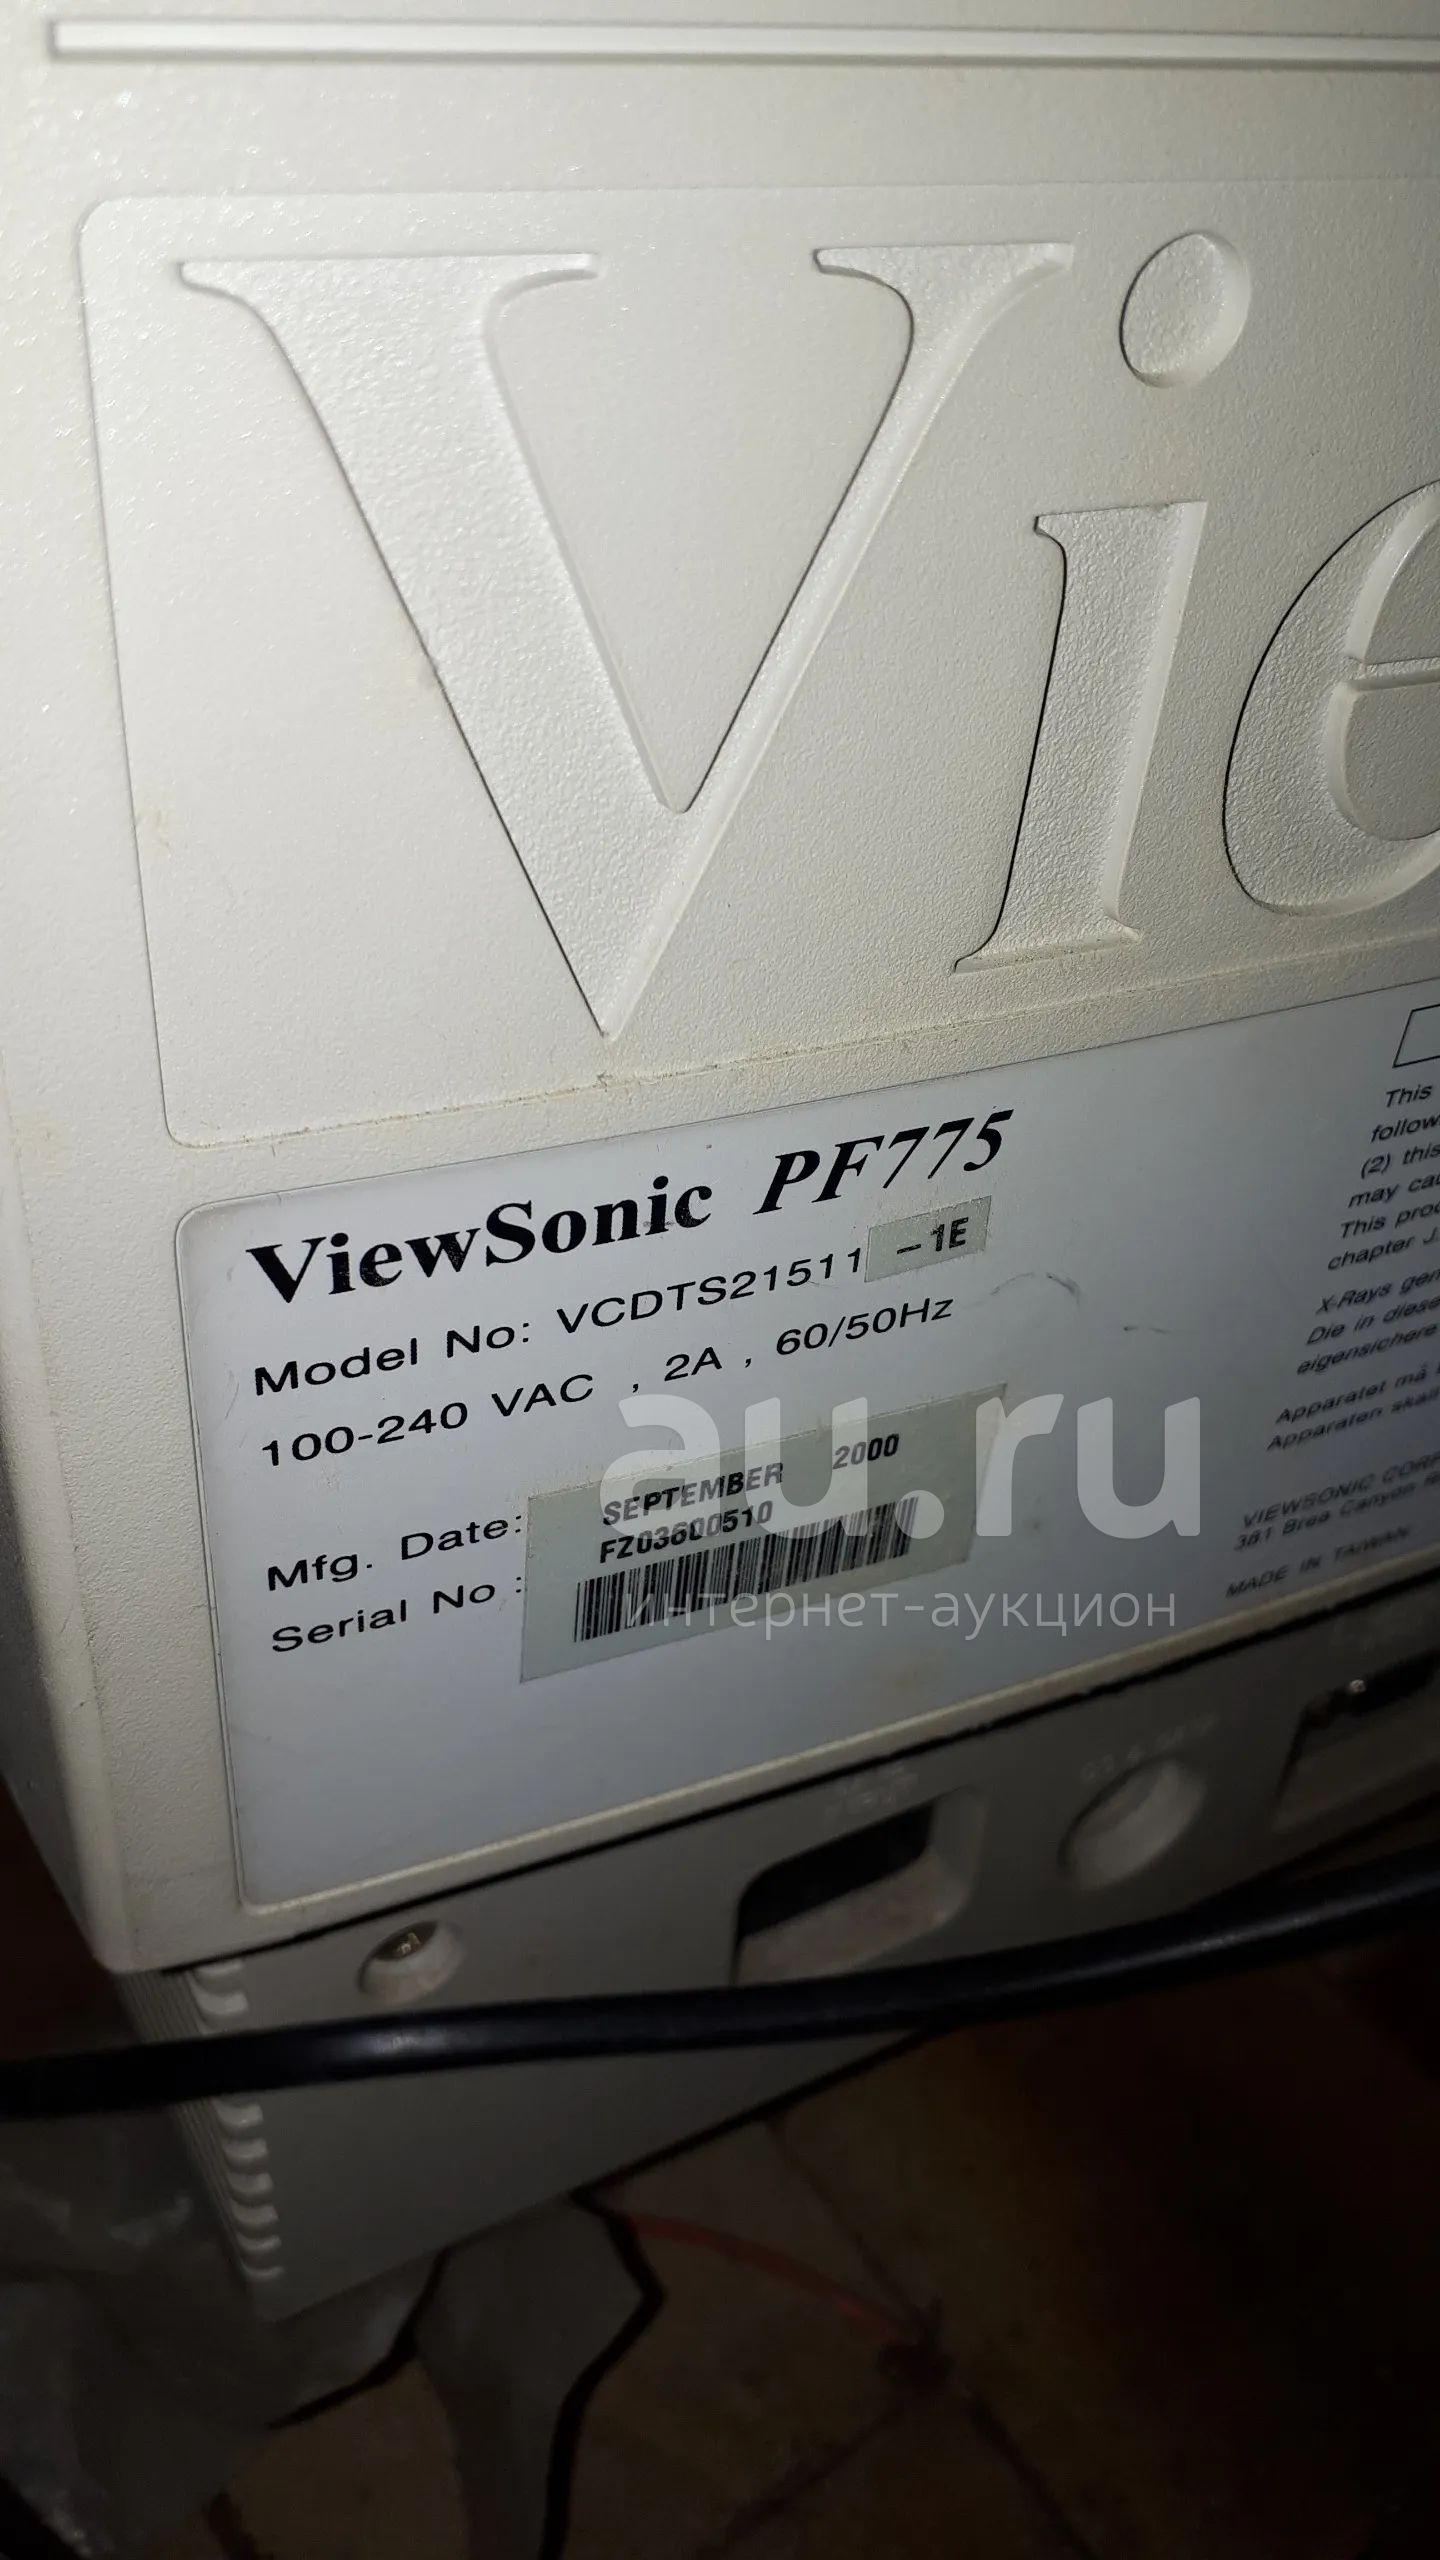 Vie
ViewSonic PF775
Model No: VCDTS21511 -1E
100-240 VAC , 2A , 60/50Hz
Mfg. Date: SEPTEMBER 2000
Serial No : FZ03600510
This
follow
(2) this
may cau
This prod
chapter J.
X-Rays gen
Die in diese
eigensichere
Apparatet må
Apparaten skall
VIEWSONIC CORP
381 Brea Canyon
MADE IN TAIWAN
au.ru
интернет-аукцион